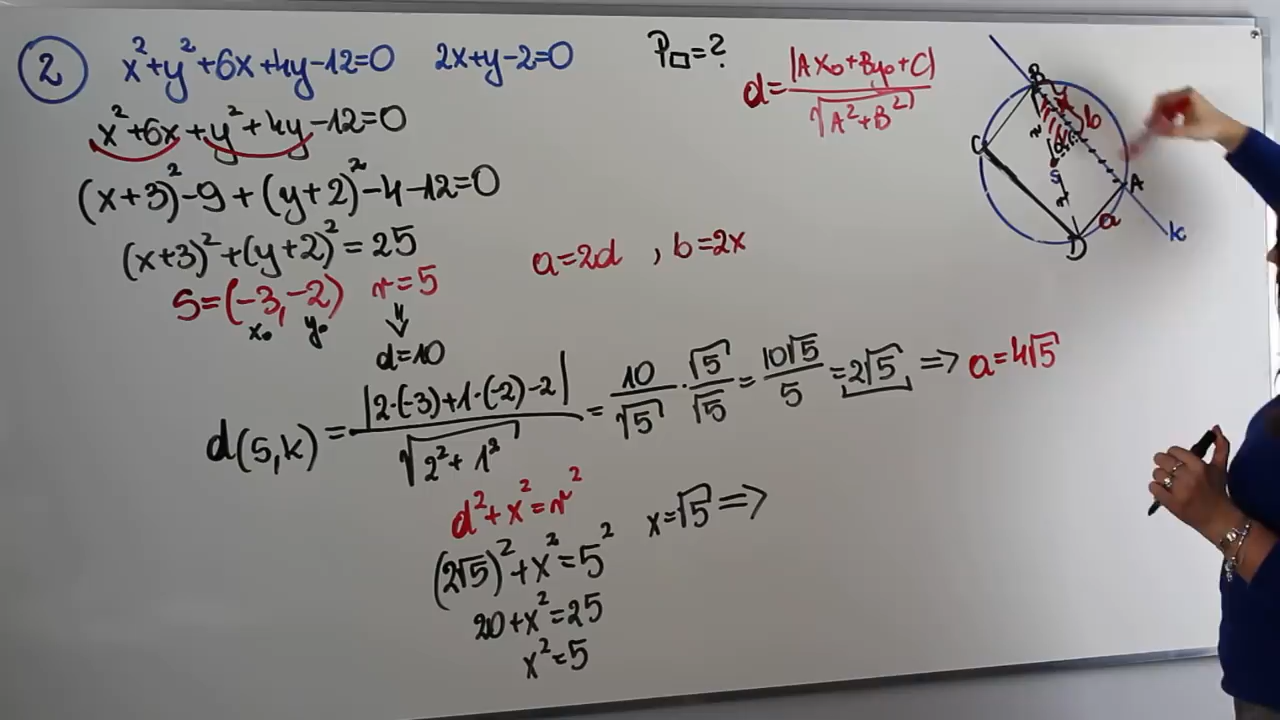 2 x²+y²+6x+4y-12=0 2x+y-2=0 P□=?
x²+6x+y²+4y-12=0
d=|Ax₀+By₀+C|/√(A²+B²)
(x+3)²-9+(y+2)²-4-12=0
(x+3)²+(y+2)²=25
S=(-3,-2) r=5
x₀ y₀
d=10
a=2d, b=2x
d(S,k)=|2·(-3)+1·(-2)-2|/√(2²+1²)=10/√5·√5/√5=10√5/5=2√5 => a=4√5
d²+x²=r²
(2√5)²+x²=5²
20+x²=25
x²=5
x=√5 =>
B
x
b
C
r
d
S
A
r
a
D
k